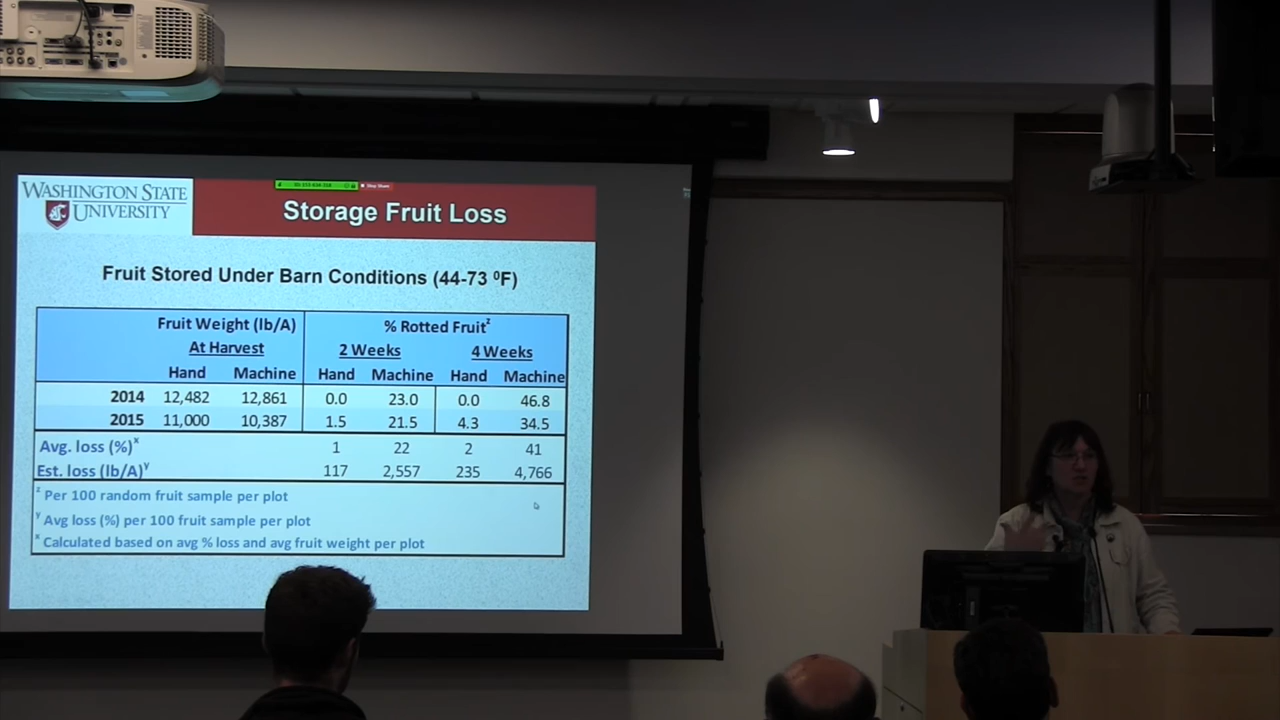 WASHINGTON STATE
UNIVERSITY
Stop Share
Storage Fruit Loss
Fruit Stored Under Barn Conditions (44-73 ⁰F)
Fruit Weight (lb/A) % Rotted Fruitᶻ
At Harvest 2 Weeks 4 Weeks
Hand Machine Hand Machine Hand Machine
2014 12,482 12,861 0.0 23.0 0.0 46.8
2015 11,000 10,387 1.5 21.5 4.3 34.5
Avg. loss (%)ˣ 1 22 2 41
Est. loss (lb/A)ʸ 117 2,557 235 4,766
ᶻ Per 100 random fruit sample per plot
ʸ Avg loss (%) per 100 fruit sample per plot
ˣ Calculated based on avg % loss and avg fruit weight per plot